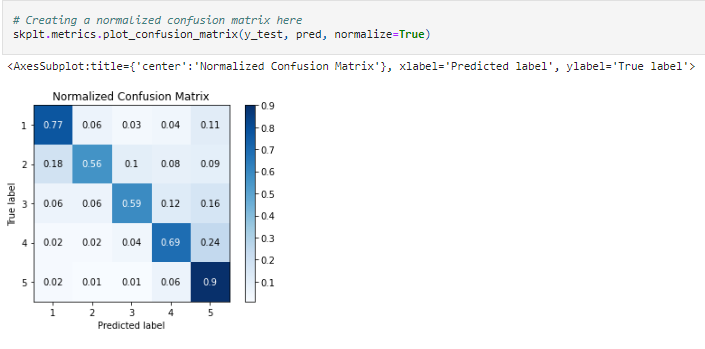 # Creating a normalized confusion matrix here
skplt.metrics.plot_confusion_matrix(y_test, pred, normalize=True)
<AxesSubplot:title={'center':'Normalized Confusion Matrix'}, xlabel='Predicted label', ylabel='True label'>
Normalized Confusion Matrix
True label
1 0.77 0.06 0.03 0.04 0.11
2 0.18 0.56 0.1 0.08 0.09
3 0.06 0.06 0.59 0.12 0.16
4 0.02 0.02 0.04 0.69 0.24
5 0.02 0.01 0.01 0.06 0.9
1 2 3 4 5
Predicted label
0.9
0.8
0.7
0.6
0.5
0.4
0.3
0.2
0.1